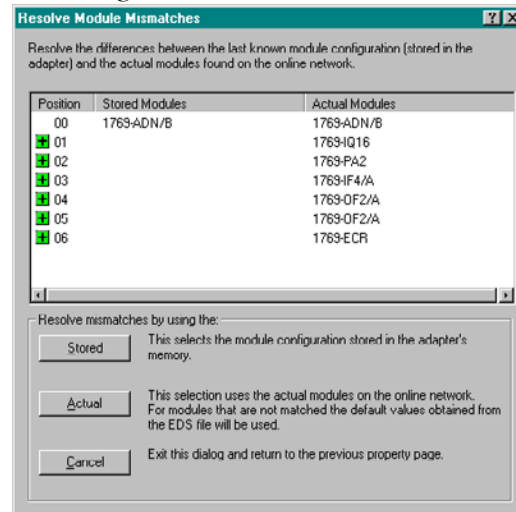 Resolve Module Mismatches
Resolve the differences between the last known module configuration (stored in the
adapter) and the actual modules found on the online network.
Position Stored Modules Actual Modules
00 1769-ADN/B 1769-ADN/B
01 1769-IQ16
02 1769-PA2
03 1769-IF4/A
04 1769-OF2/A
05 1769-OF2/A
06 1769-ECR
Resolve mismatches by using the:
Stored This selects the module configuration stored in the adapter's
memory.
Actual This selection uses the actual modules on the online network.
For modules that are not matched the default values obtained from
the EDS file will be used.
Cancel Exit this dialog and return to the previous property page.